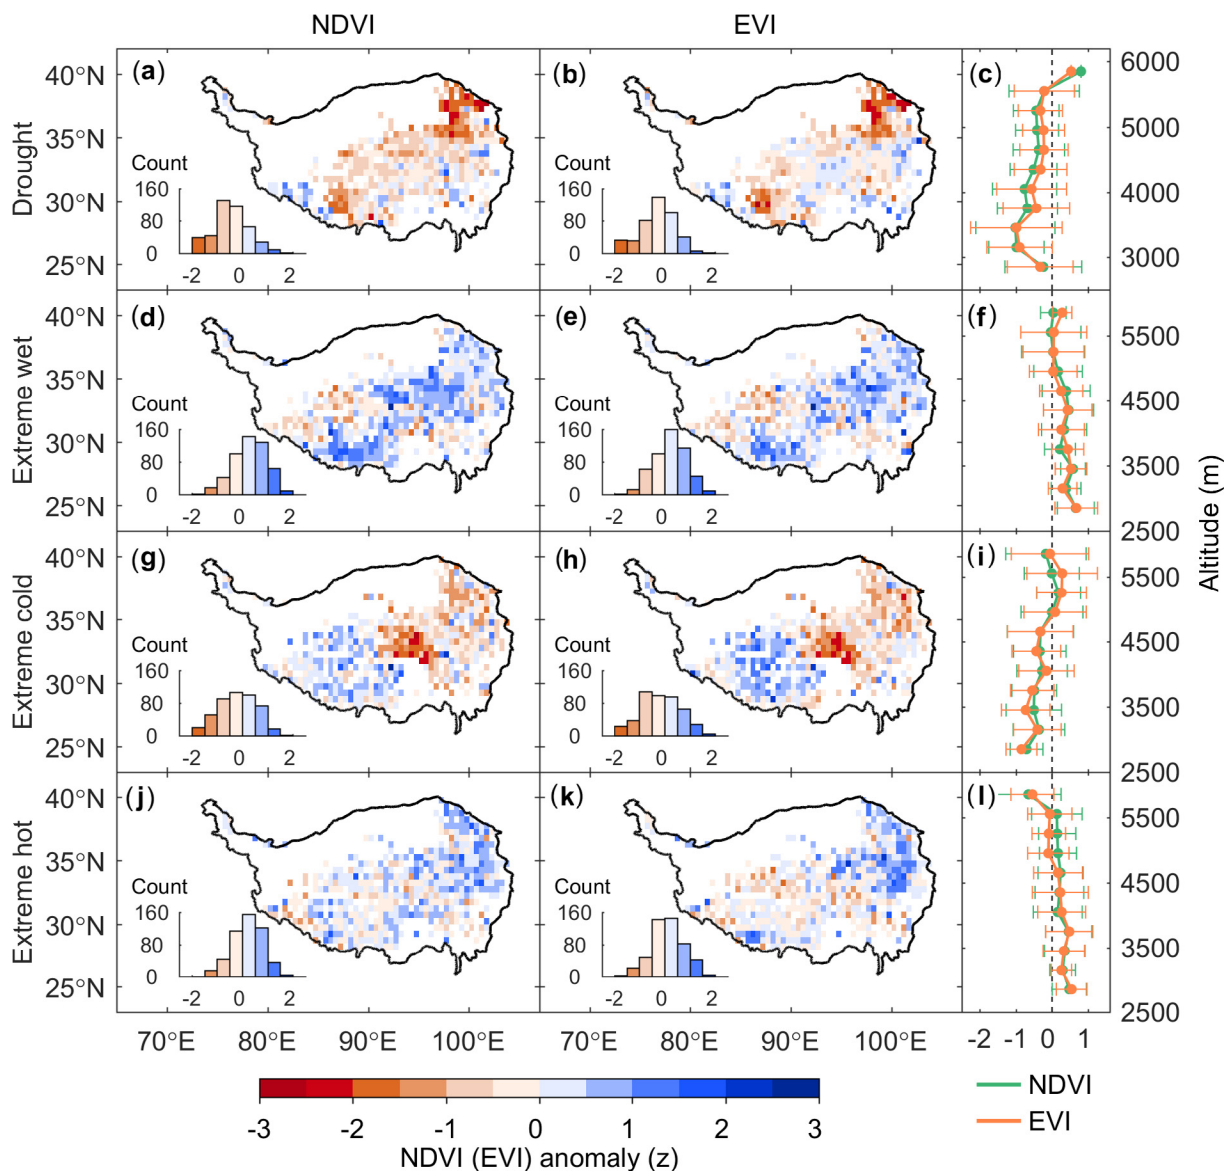 NDVI EVI
Drought
40°N
35°N
30°N
25°N
(a)
Count
160
80
0
-2 0 2
(b)
Count
160
80
0
-2 0 2
(c)
6000
5000
4000
3000
Extreme wet
40°N
35°N
30°N
25°N
(d)
Count
160
80
0
-2 0 2
(e)
Count
160
80
0
-2 0 2
(f)
5500
4500
3500
2500
Altitude (m)
Extreme cold
40°N
35°N
30°N
25°N
(g)
Count
160
80
0
-2 0 2
(h)
Count
160
80
0
-2 0 2
(i)
5500
4500
3500
2500
Extreme hot
40°N
35°N
30°N
25°N
(j)
Count
160
80
0
-2 0 2
(k)
Count
160
80
0
-2 0 2
(l)
5500
4500
3500
2500
70°E 80°E 90°E 100°E 70°E 80°E 90°E 100°E -2 -1 0 1
-3 -2 -1 0 1 2 3
NDVI (EVI) anomaly (z)
NDVI
EVI